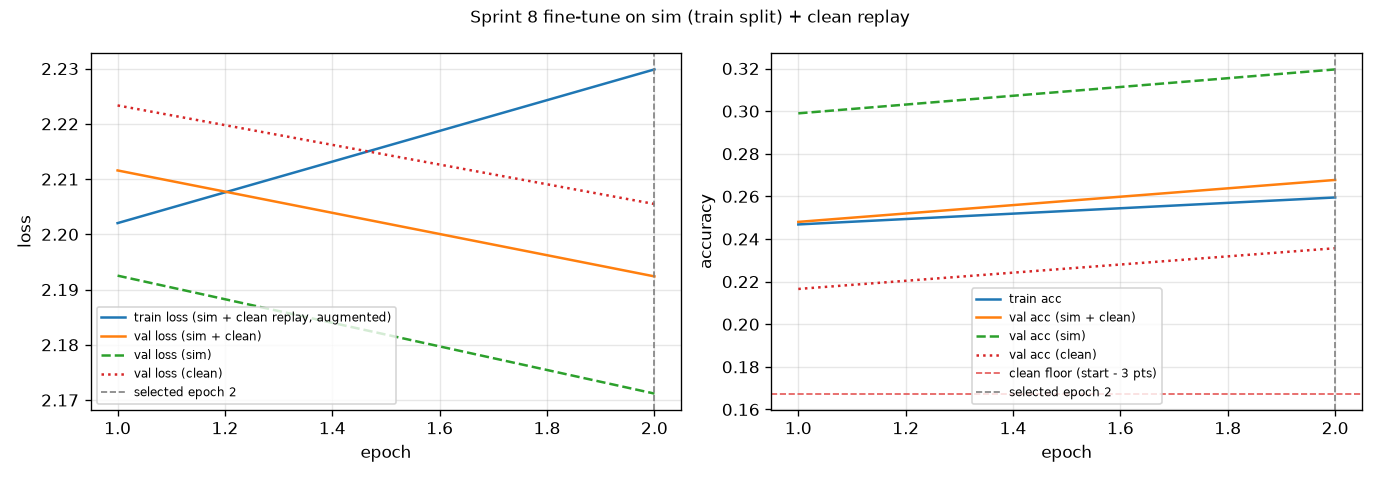 Sprint 8 fine-tune on sim (train split) + clean replay
2.23
2.22
2.21
2.20
2.19
2.18
2.17
loss
train loss (sim + clean replay, augmented)
val loss (sim + clean)
val loss (sim)
val loss (clean)
selected epoch 2
1.0 1.2 1.4 1.6 1.8 2.0
epoch
0.32
0.30
0.28
0.26
0.24
0.22
0.20
0.18
0.16
accuracy
train acc
val acc (sim + clean)
val acc (sim)
val acc (clean)
clean floor (start - 3 pts)
selected epoch 2
1.0 1.2 1.4 1.6 1.8 2.0
epoch